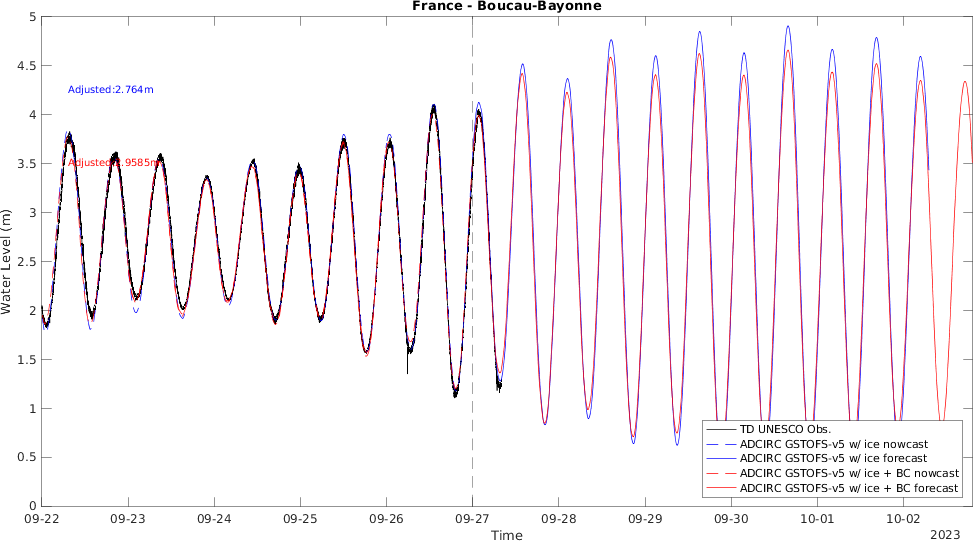 France - Boucau-Bayonne
Water Level (m)
5
4.5
4
3.5
3
2.5
2
1.5
1
0.5
0
Adjusted:2.764m
TD UNESCO Obs.
ADCIRC GSTOFS-v5 w/ ice nowcast
ADCIRC GSTOFS-v5 w/ ice forecast
ADCIRC GSTOFS-v5 w/ ice + BC nowcast
ADCIRC GSTOFS-v5 w/ ice + BC forecast
09-22 09-23 09-24 09-25 09-26 09-27 09-28 09-29 09-30 10-01 10-02
Time
2023